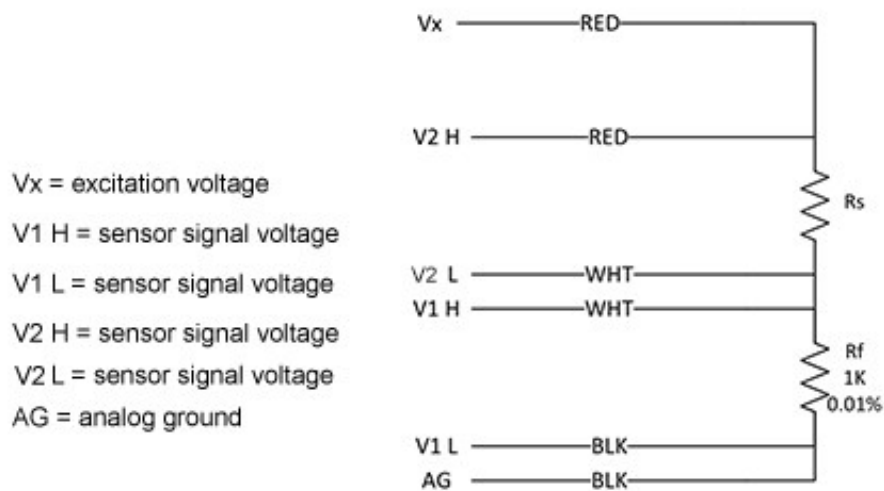 Vx = excitation voltage
V1 H = sensor signal voltage
V1 L = sensor signal voltage
V2 H = sensor signal voltage
V2 L = sensor signal voltage
AG = analog ground
Vx RED
V2 H RED
Rs
V2 L WHT
V1 H WHT
Rf
1K
0.01%
V1 L BLK
AG BLK